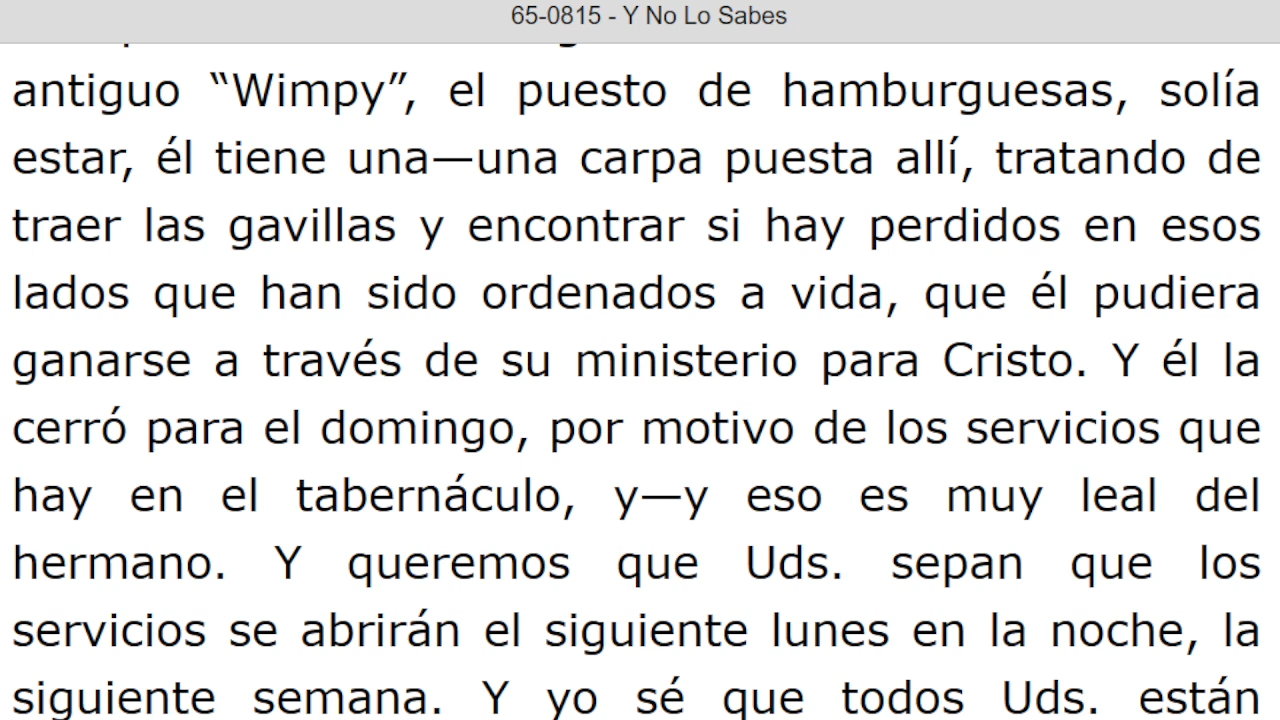 65-0815 - Y No Lo Sabes
antiguo “Wimpy”, el puesto de hamburguesas, solía
estar, él tiene una—una carpa puesta allí, tratando de
traer las gavillas y encontrar si hay perdidos en esos
lados que han sido ordenados a vida, que él pudiera
ganarse a través de su ministerio para Cristo. Y él la
cerró para el domingo, por motivo de los servicios que
hay en el tabernáculo, y—y eso es muy leal del
hermano. Y queremos que Uds. sepan que los
servicios se abrirán el siguiente lunes en la noche, la
siguiente semana. Y yo sé que todos Uds. están